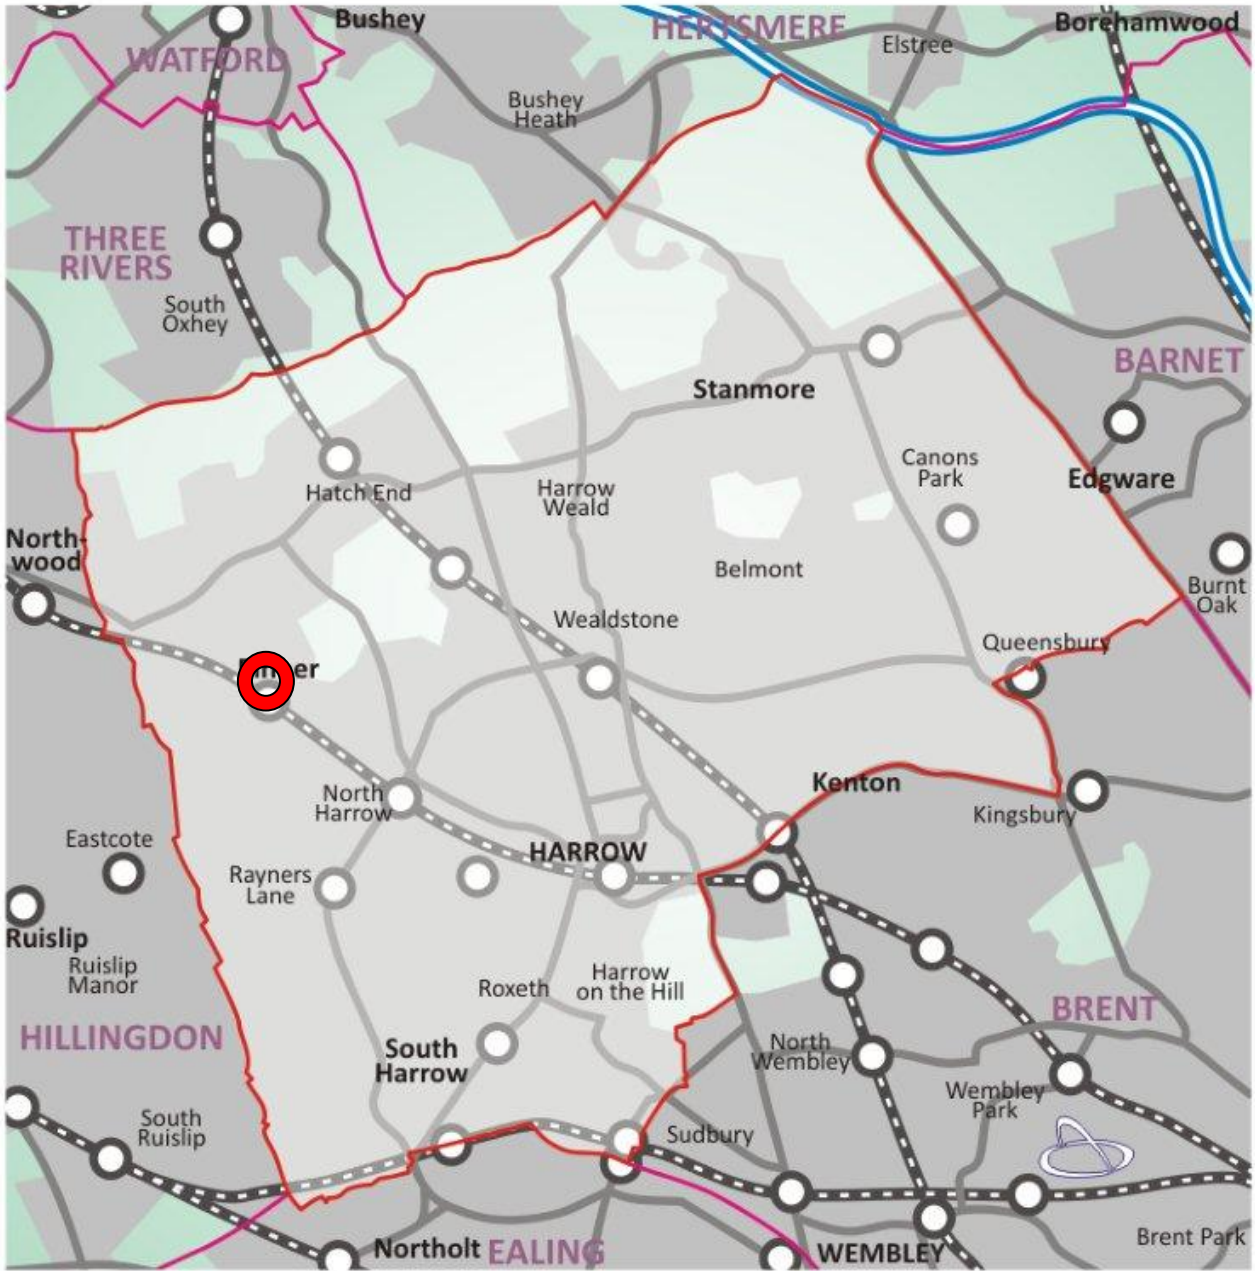 Bushey
HERTSMERE
Borehamwood
Elstree
WATFORD
Bushey
Heath
THREE
RIVERS
South
Oxhey
BARNET
Stanmore
Canons
Park
Edgware
Hatch End
Harrow
Weald
North-
wood
Belmont
Burnt
Oak
Wealdstone
Queensbury
Kenton
North
Harrow
Kingsbury
Eastcote
HARROW
Rayners
Lane
Ruislip
Ruislip
Manor
Harrow
on the Hill
Roxeth
HILLINGDON
BRENT
South
Harrow
North
Wembley
Wembley
Park
South
Ruislip
Sudbury
Brent Park
Northolt
EALING
WEMBLEY